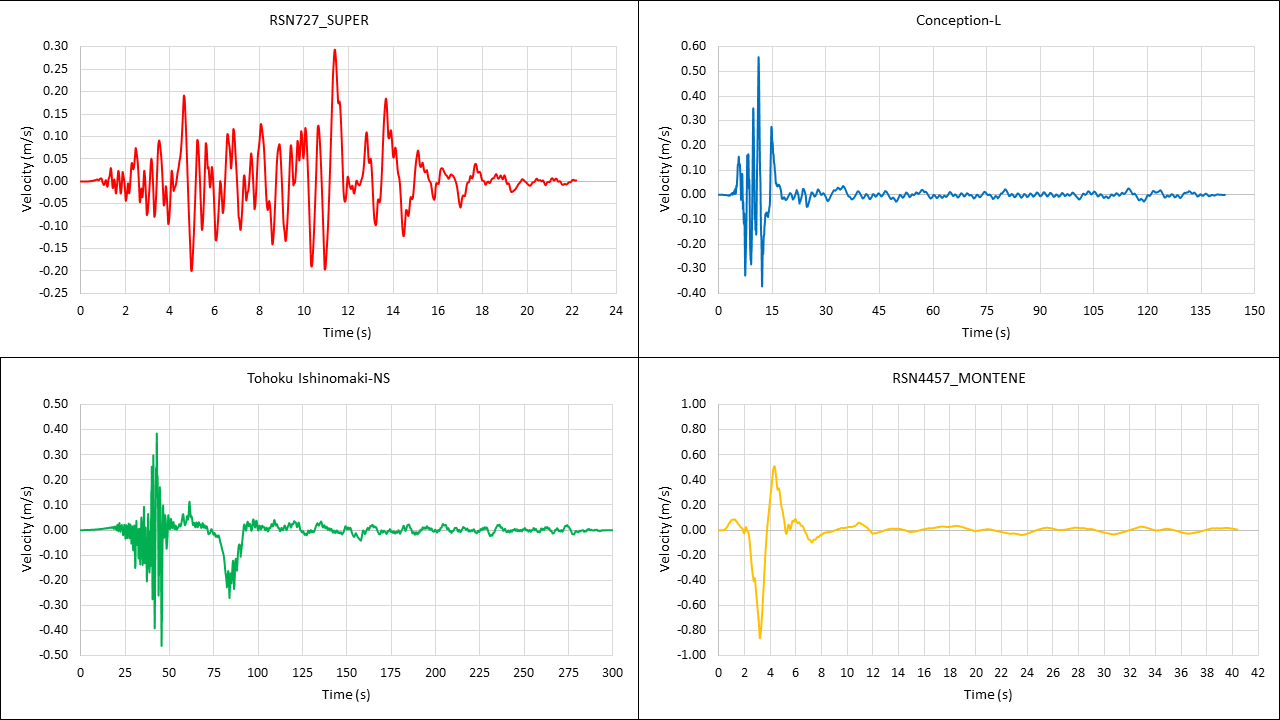 RSN727_SUPER
0.30
0.25
0.20
0.15
0.10
0.05
0.00
-0.05
-0.10
-0.15
-0.20
-0.25
Velocity (m/s)
0 2 4 6 8 10 12 14 16 18 20 22 24
Time (s)
Conception-L
0.60
0.50
0.40
0.30
0.20
0.10
0.00
-0.10
-0.20
-0.30
-0.40
Velocity (m/s)
0 15 30 45 60 75 90 105 120 135 150
Time (s)
Tohoku Ishinomaki-NS
0.50
0.40
0.30
0.20
0.10
0.00
-0.10
-0.20
-0.30
-0.40
-0.50
Velocity (m/s)
0 25 50 75 100 125 150 175 200 225 250 275 300
Time (s)
RSN4457_MONTENE
1.00
0.80
0.60
0.40
0.20
0.00
-0.20
-0.40
-0.60
-0.80
-1.00
Velocity (m/s)
0 2 4 6 8 10 12 14 16 18 20 22 24 26 28 30 32 34 36 38 40 42
Time (s)